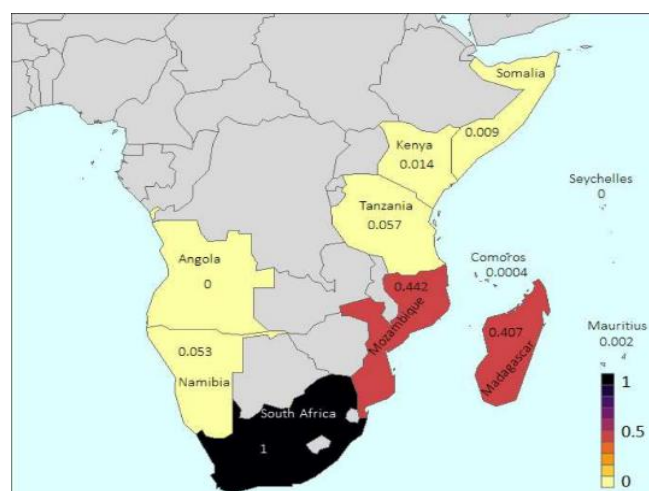 Somalia
0.009
Kenya
0.014
Seychelles
0
Tanzania
0.057
Angola
0
Comoros
0.0004
0.442
Mozambique
0.407
Madagascar
Mauritius
0.002
0.053
Namibia
South Africa
1
1
0.5
0